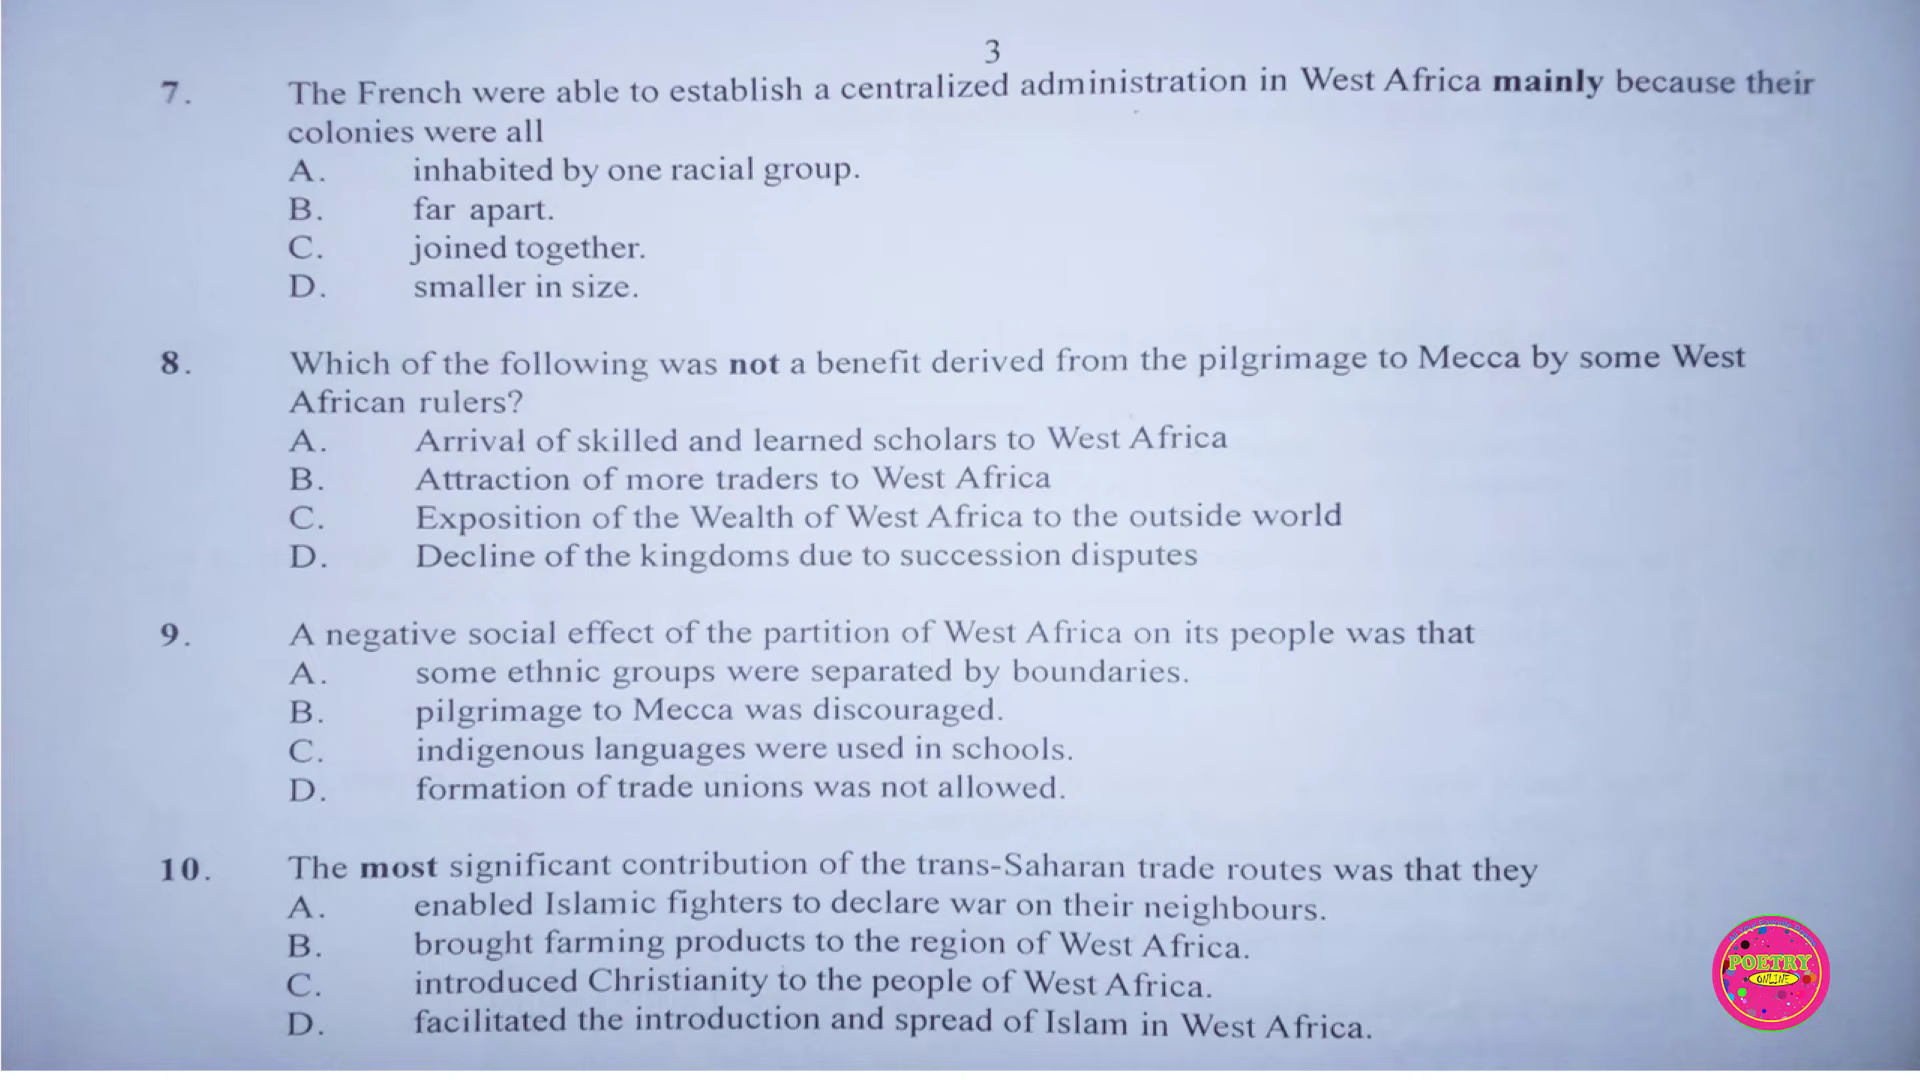 3
7. The French were able to establish a centralized administration in West Africa mainly because their
colonies were all
A. inhabited by one racial group.
B. far apart.
C. joined together.
D. smaller in size.
8. Which of the following was not a benefit derived from the pilgrimage to Mecca by some West
African rulers?
A. Arrival of skilled and learned scholars to West Africa
B. Attraction of more traders to West Africa
C. Exposition of the Wealth of West Africa to the outside world
D. Decline of the kingdoms due to succession disputes
9. A negative social effect of the partition of West Africa on its people was that
A. some ethnic groups were separated by boundaries.
B. pilgrimage to Mecca was discouraged.
C. indigenous languages were used in schools.
D. formation of trade unions was not allowed.
10. The most significant contribution of the trans-Saharan trade routes was that they
A. enabled Islamic fighters to declare war on their neighbours.
B. brought farming products to the region of West Africa.
C. introduced Christianity to the people of West Africa.
D. facilitated the introduction and spread of Islam in West Africa.
POETRY
ONLINE